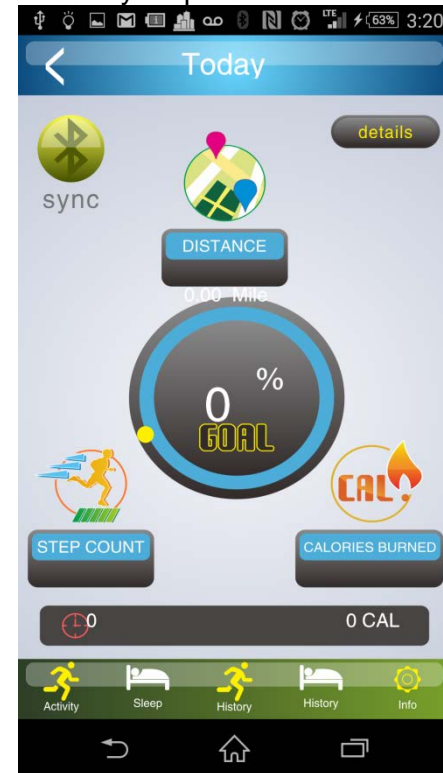 LTE 63% 3:20
Today
details
sync
DISTANCE
0.00 Mile
0 %
GOAL
CAL
STEP COUNT
CALORIES BURNED
0 0 CAL
Activity Sleep History History Info